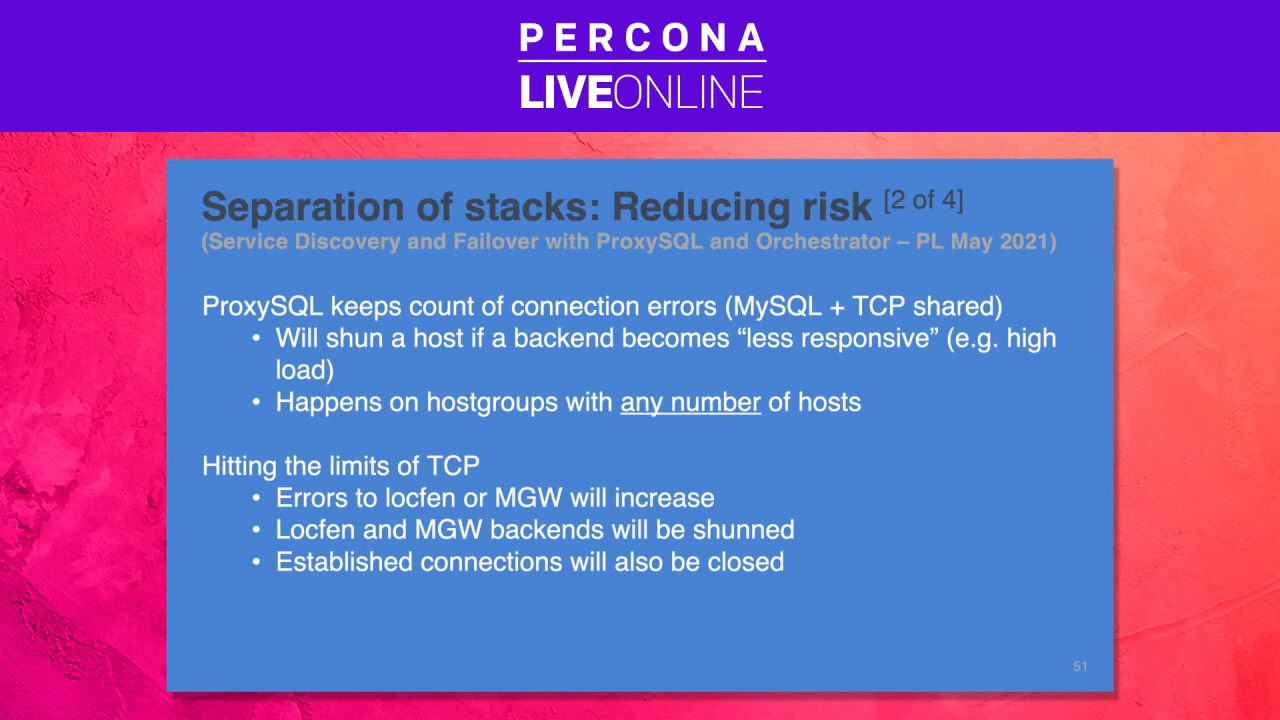 PERCONA
LIVEONLINE
Separation of stacks: Reducing risk [2 of 4]
(Service Discovery and Failover with ProxySQL and Orchestrator – PL May 2021)
ProxySQL keeps count of connection errors (MySQL + TCP shared)
• Will shun a host if a backend becomes “less responsive” (e.g. high
load)
• Happens on hostgroups with any number of hosts
Hitting the limits of TCP
• Errors to locfen or MGW will increase
• Locfen and MGW backends will be shunned
• Established connections will also be closed
51